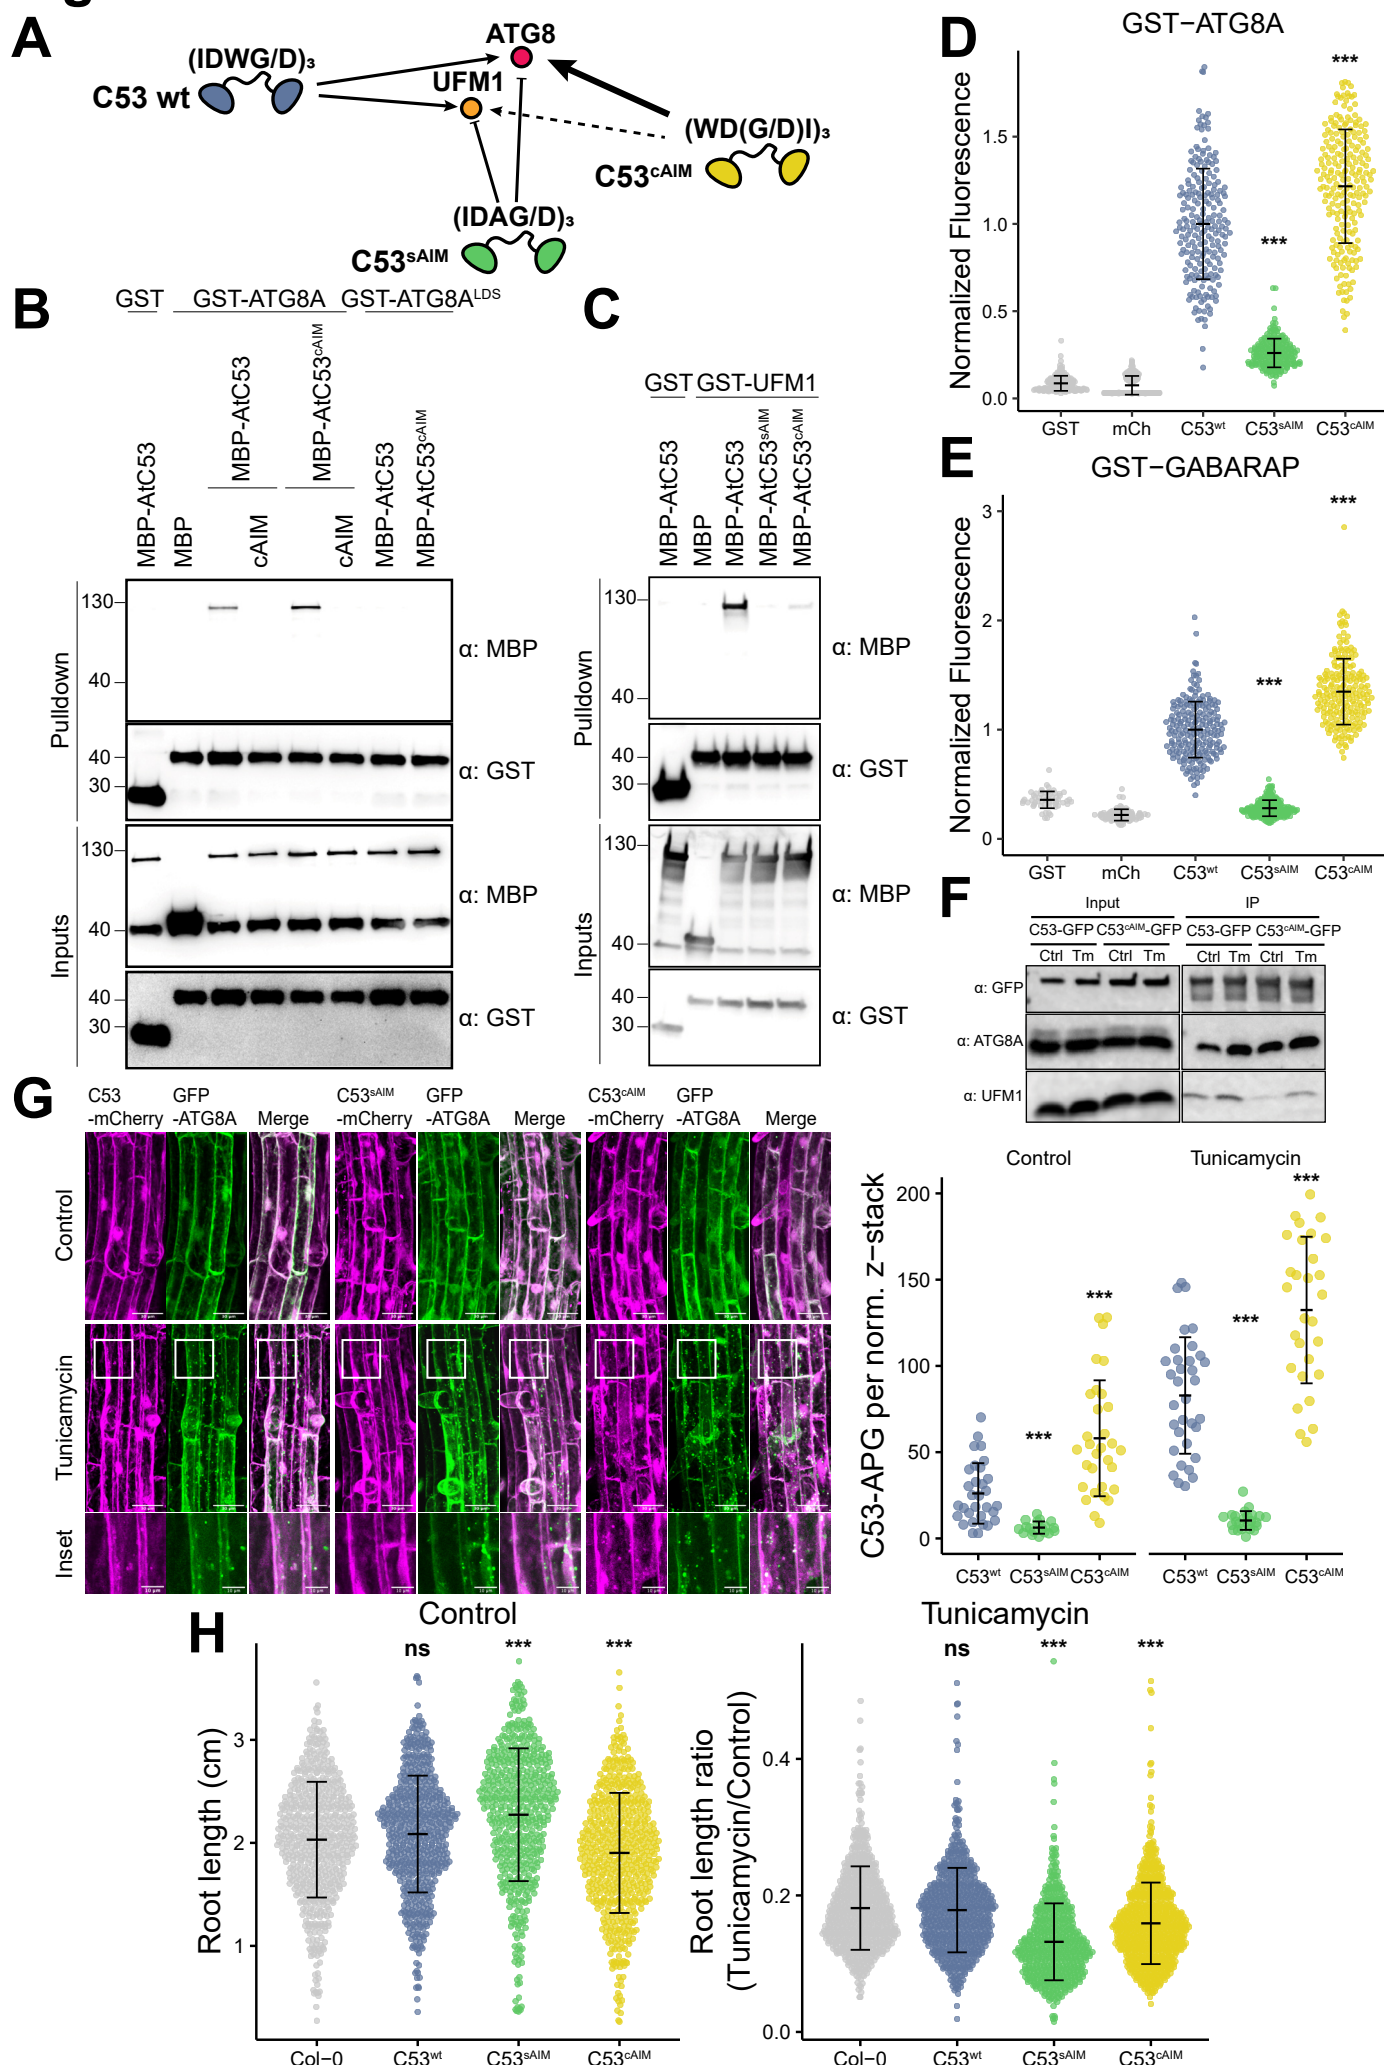 A
ATG8
(IDWG/D)₃
UFM1
C53 wt
(WD(G/D)I)₃
C53cAIM
(IDAG/D)₃
C53sAIM
B
GST GST-ATG8A GST-ATG8ALDS
MBP-AtC53
MBP
MBP-AtC53
cAIM
MBP-AtC53cAIM
cAIM
MBP-AtC53
MBP-AtC53cAIM
Pulldown
130
40
α: MBP
40
30
α: GST
Inputs
130
40
α: MBP
40
30
α: GST
C
GST GST-UFM1
MBP-AtC53
MBP
MBP-AtC53
MBP-AtC53sAIM
MBP-AtC53cAIM
Pulldown
130
40
α: MBP
40
30
α: GST
Inputs
130
40
α: MBP
40
30
α: GST
D
GST−ATG8A
Normalized Fluorescence
***
***
1.5
1.0
0.5
0.0
GST mCh C53wt C53sAIM C53cAIM
E
GST−GABARAP
Normalized Fluorescence
***
***
3
2
1
0
GST mCh C53wt C53sAIM C53cAIM
F
Input IP
C53-GFP C53cAIM-GFP C53-GFP C53cAIM-GFP
Ctrl Tm Ctrl Tm Ctrl Tm Ctrl Tm
α: GFP
α: ATG8A
α: UFM1
G
C53 -mCherry
GFP -ATG8A
Merge
C53sAIM -mCherry
GFP -ATG8A
Merge
C53cAIM -mCherry
GFP -ATG8A
Merge
Control
Tunicamycin
Inset
10 µm
Control Tunicamycin
C53-APG per norm. z−stack
200
150
100
50
0
*** *** *** ***
C53wt C53sAIM C53cAIM C53wt C53sAIM C53cAIM
H
Control
ns *** ***
Root length (cm)
3
2
1
Col−0 C53wt C53sAIM C53cAIM
Tunicamycin
ns *** ***
Root length ratio
(Tunicamycin/Control)
0.4
0.2
0.0
Col−0 C53wt C53sAIM C53cAIM